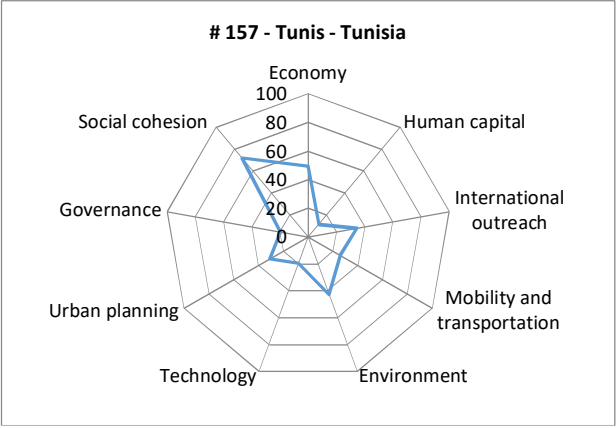 # 157 - Tunis - Tunisia
Economy
100
80
60
40
20
0
Human capital
International
outreach
Mobility and
transportation
Environment
Technology
Urban planning
Governance
Social cohesion